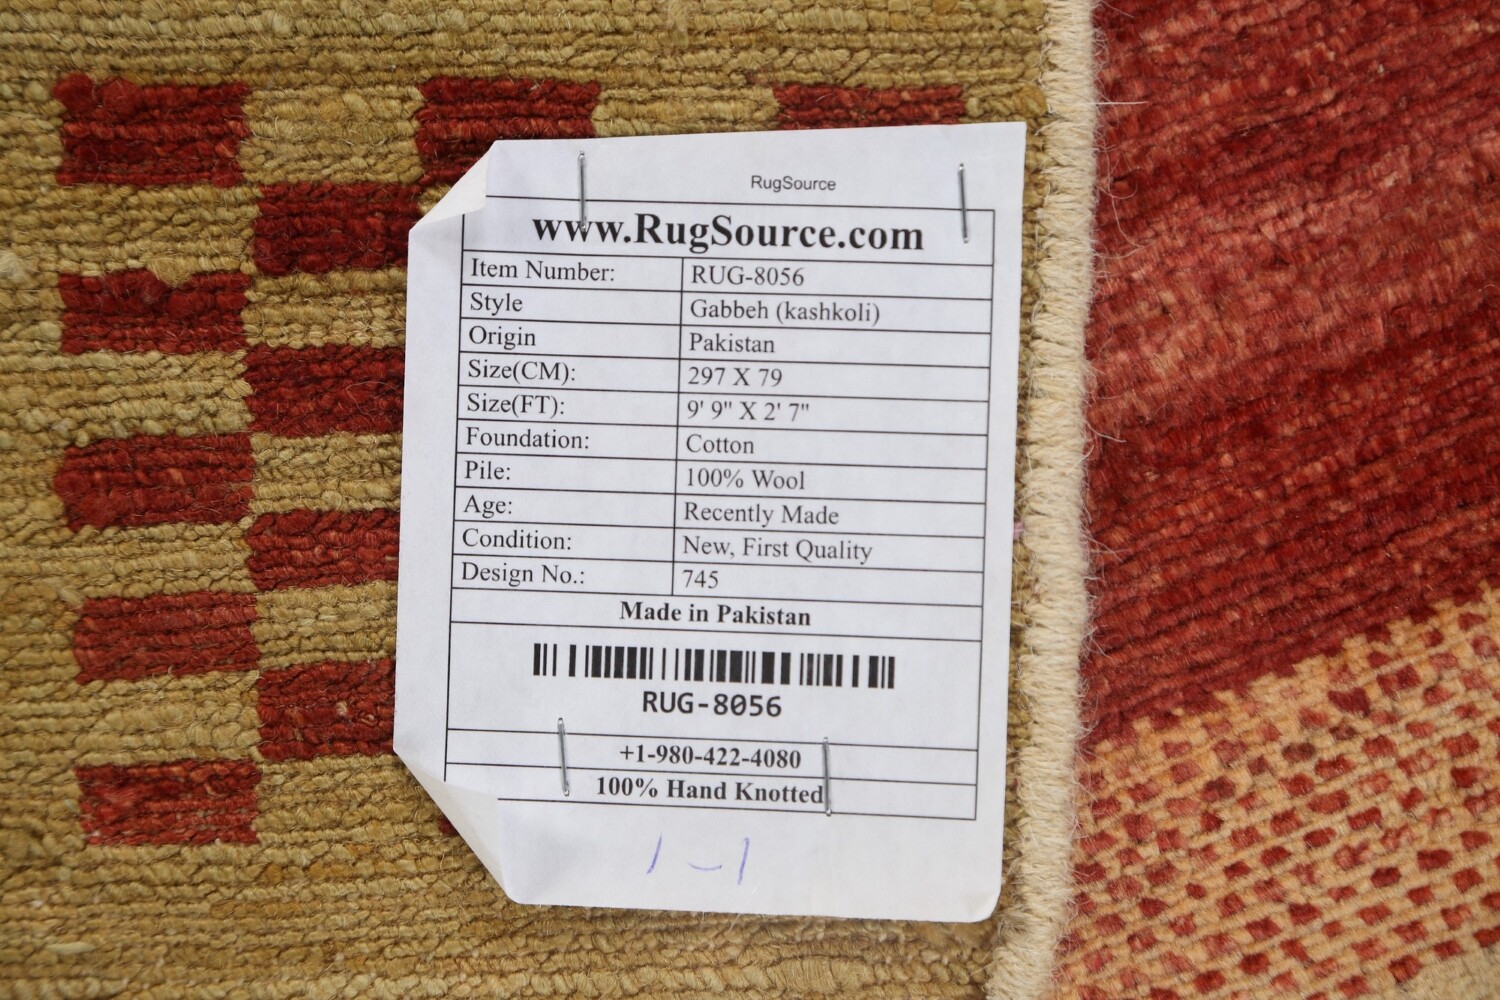 RugSource
www.RugSource.com
Item Number: RUG-8056
Style Gabbeh (kashkoli)
Origin Pakistan
Size(CM): 297 X 79
Size(FT): 9' 9" X 2' 7"
Foundation: Cotton
Pile: 100% Wool
Age: Recently Made
Condition: New, First Quality
Design No.: 745
Made in Pakistan
RUG-8056
+1-980-422-4080
100% Hand Knotted
1-1